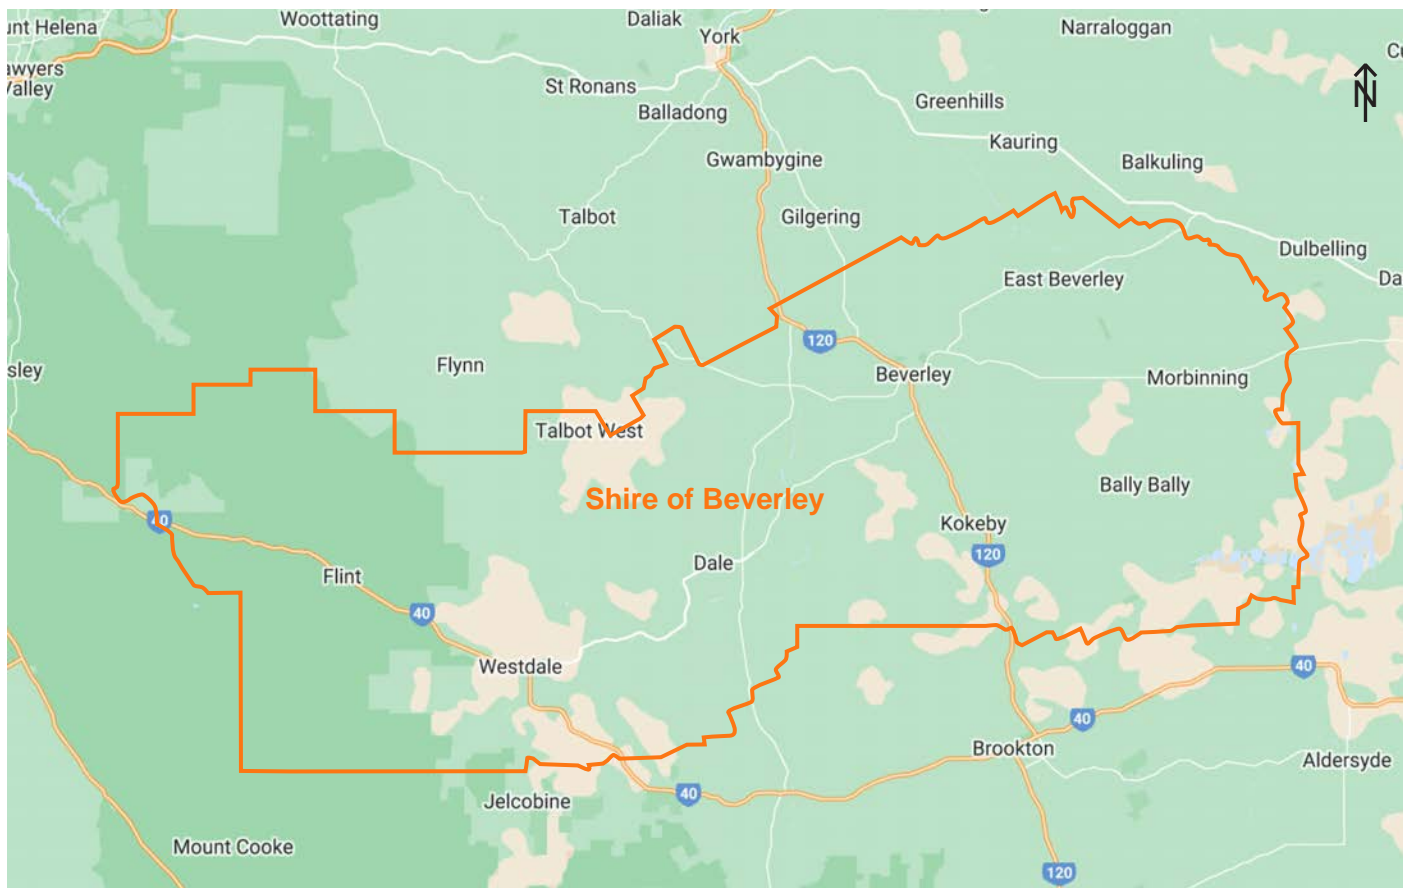 Woottating
Daliak
Narraloggan
unt Helena
York
awyers
Valley
St Ronans
Balladong
Greenhills
N
Kauring
Gwambygine
Balkuling
Talbot
Gilgering
Dulbelling
East Beverley
Da
120
sley
Flynn
Beverley
Morbinning
Talbot West
Bally Bally
Shire of Beverley
40
Kokeby
120
Dale
Flint
40
Westdale
40
40
Brookton
Aldersyde
40
Jelcobine
Mount Cooke
120